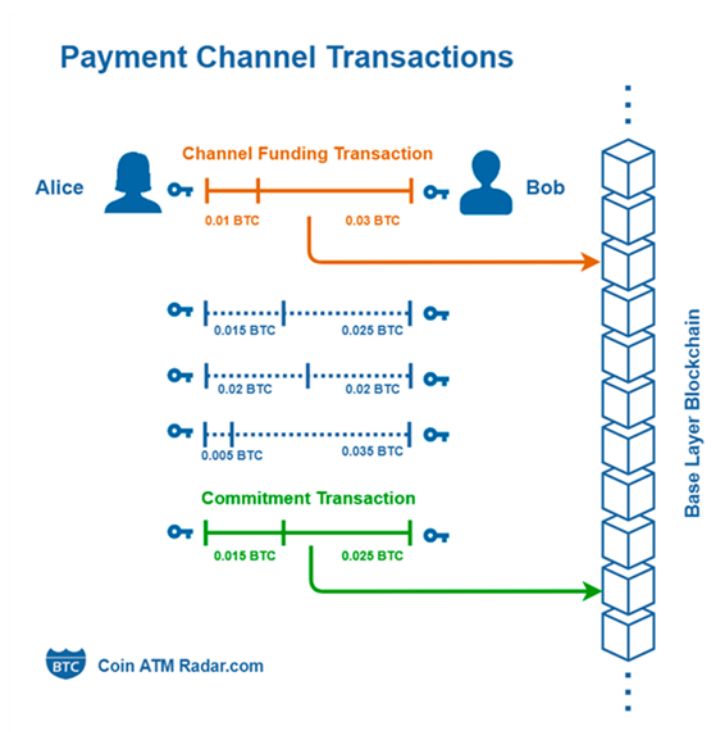 Payment Channel Transactions
Channel Funding Transaction
Alice
Bob
0.01 BTC 0.03 BTC
0.015 BTC 0.025 BTC
0.02 BTC 0.02 BTC
0.005 BTC 0.035 BTC
Commitment Transaction
0.015 BTC 0.025 BTC
Base Layer Blockchain
BTC Coin ATM Radar.com